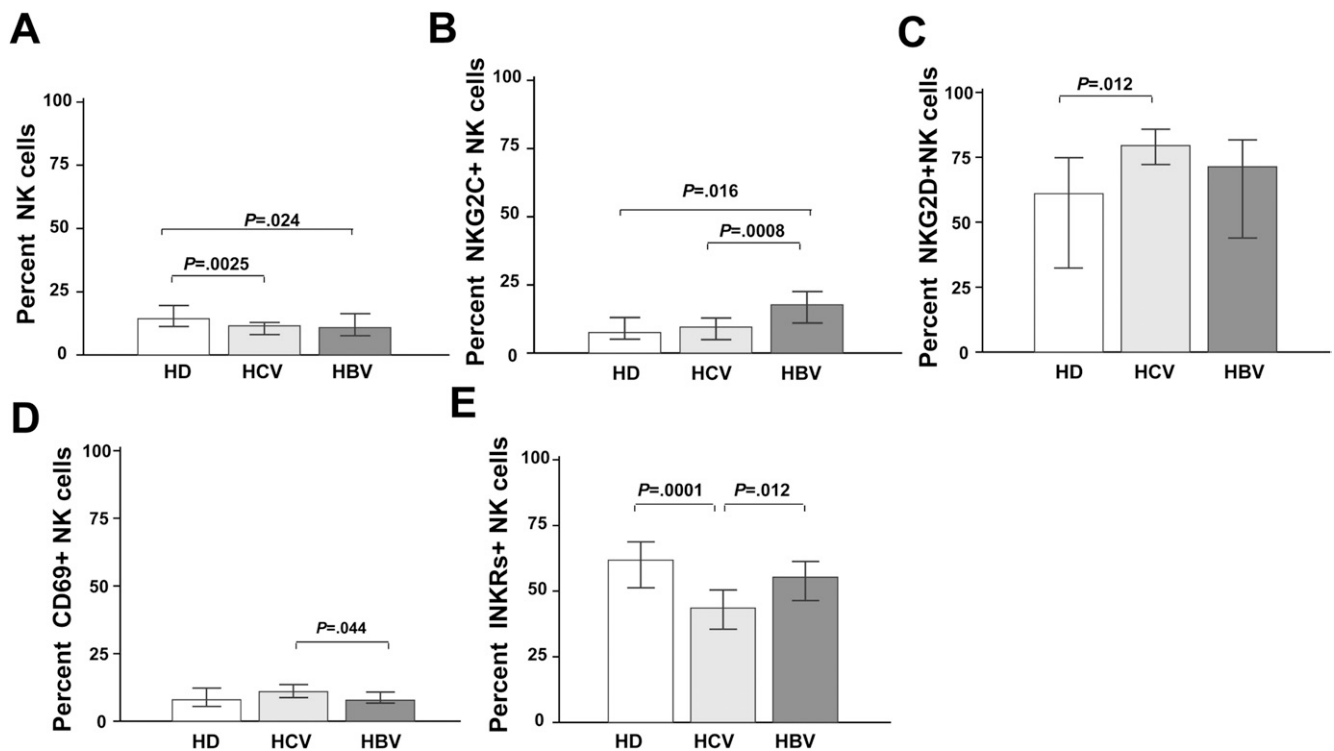 A
Percent NK cells
100
75
50
25
0
P=.024
P=.0025
HD HCV HBV
B
Percent NKG2C+ NK cells
100
75
50
25
0
P=.016
P=.0008
HD HCV HBV
C
Percent NKG2D+NK cells
100
75
50
25
0
P=.012
HD HCV HBV
D
Percent CD69+ NK cells
100
75
50
25
0
P=.044
HD HCV HBV
E
Percent INKRs+ NK cells
100
75
50
25
0
P=.0001 P=.012
HD HCV HBV